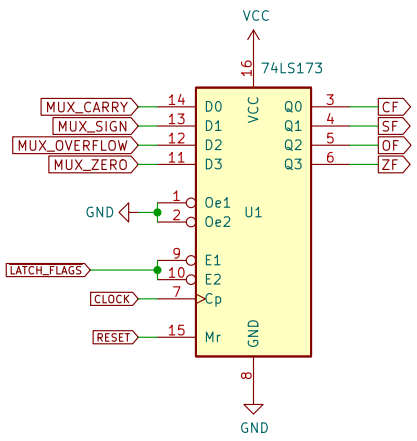 VCC
74LS173
16
MUX_CARRY 14 D0 VCC Q0 3 CF
MUX_SIGN 13 D1 Q1 4 SF
MUX_OVERFLOW 12 D2 Q2 5 OF
MUX_ZERO 11 D3 Q3 6 ZF
GND 1 Oe1
2 Oe2
U1
LATCH_FLAGS 9 E1
10 E2
CLOCK 7 Cp
RESET 15 Mr GND
8
GND